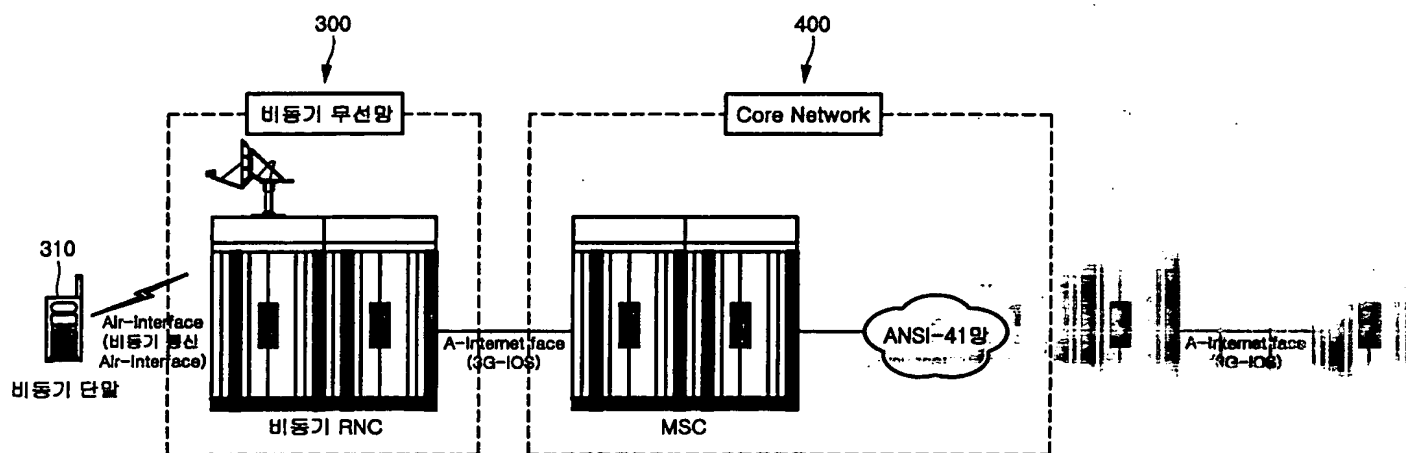 300
400
비동기 무선망
Core Network
310
Air-interface
(비동기 통신
Air-interface)
비동기 단말
A-Internet face
(3G-IOS)
ANSI-41망
비동기 RNC
MSC
A-Internet face